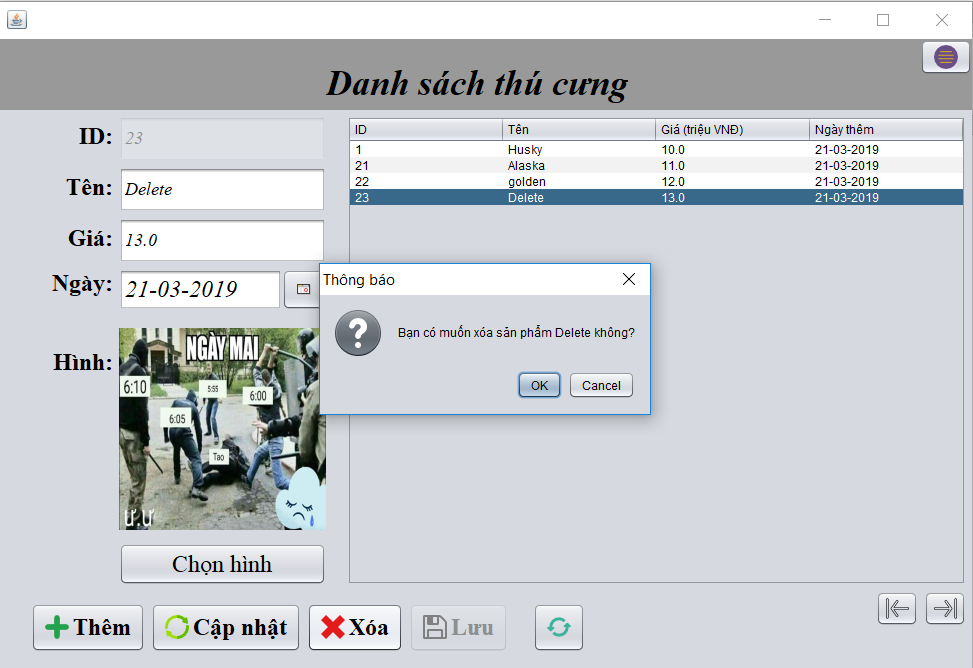 Danh sách thú cưng
ID: 23
Tên: Delete
Giá: 13.0
Ngày: 21-03-2019
Hình:
NGÀY MAI
6:10
5:55
6:00
6:05
Tao
ư.ư
Chọn hình
ID Tên Giá (triệu VNĐ) Ngày thêm
1 Husky 10.0 21-03-2019
21 Alaska 11.0 21-03-2019
22 golden 12.0 21-03-2019
23 Delete 13.0 21-03-2019
Thông báo
Bạn có muốn xóa sản phẩm Delete không?
OK Cancel
Thêm Cập nhật Xóa Lưu